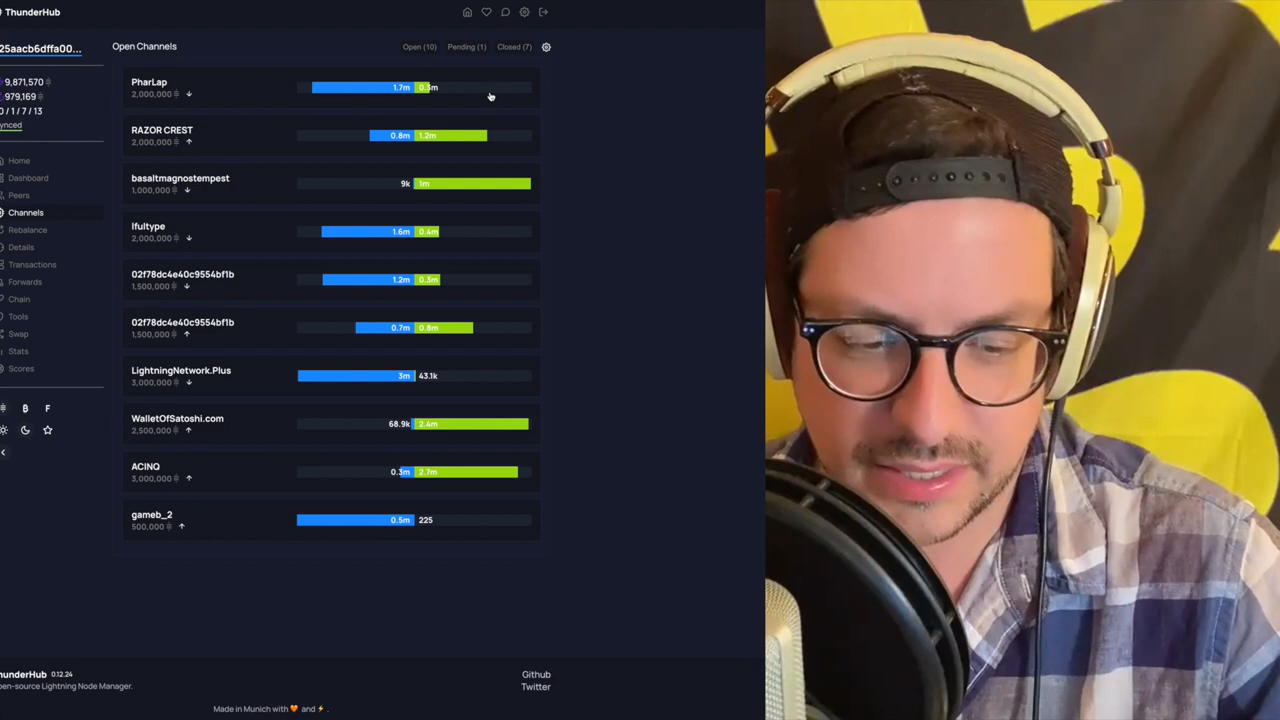 ThunderHub
25aacb6dffa00...
9,871,570
979,169
0 / 1 / 7 / 13
ynced
Home
Dashboard
Peers
Channels
Rebalance
Details
Transactions
Forwards
Chain
Tools
Swap
Stats
Scores
B F
Open Channels
Open (10) Pending (1) Closed (7)
PharLap
2,000,000
1.7m 0.3m
RAZOR CREST
2,000,000
0.8m 1.2m
basaltmagnostempest
1,000,000
9k 1m
lfultype
2,000,000
1.6m 0.4m
02f78dc4e40c9554bf1b
1,500,000
1.2m 0.3m
02f78dc4e40c9554bf1b
1,500,000
0.7m 0.8m
LightningNetwork.Plus
3,000,000
3m 43.1k
WalletOfSatoshi.com
2,500,000
68.9k 2.4m
ACINQ
3,000,000
0.3m 2.7m
gameb_2
500,000
0.5m 225
hunderHub 0.12.24
pen-source Lightning Node Manager.
Github
Twitter
Made in Munich with 🧡 and ⚡ .